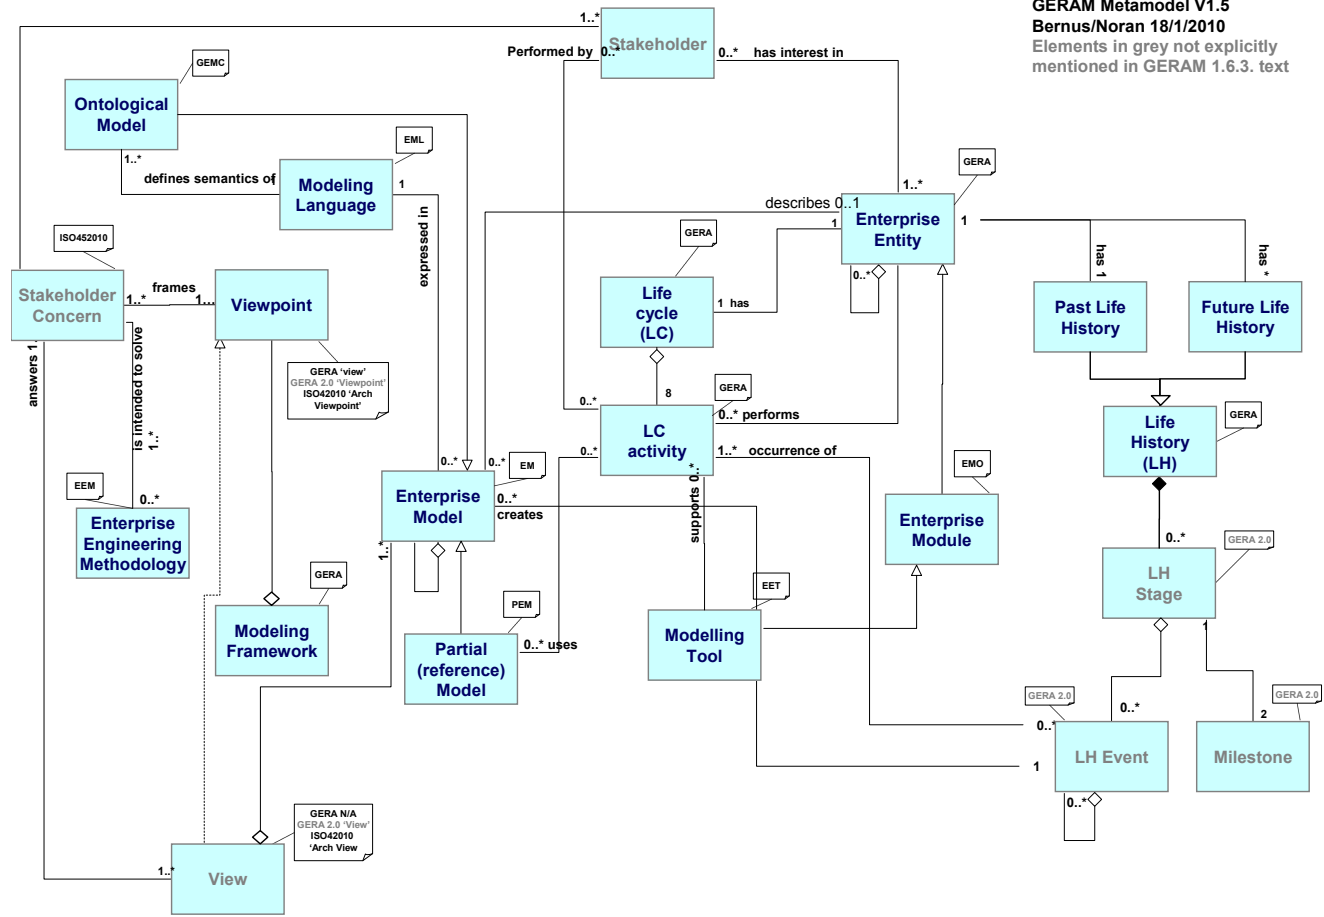 GERAM Metamodel V1.5
Bernus/Noran 18/1/2010
Elements in grey not explicitly
mentioned in GERAM 1.6.3. text
1..*
Stakeholder
Performed by 0..*
0..* has interest in
GEMC
Ontological
Model
1..*
defines semantics of
EML
Modeling
Language
1
expressed in
GERA
1..*
describes 0..1
Enterprise
Entity
1
1
0..*
has 1
has *
ISO452010
Stakeholder
Concern
1..*
frames
1...
Viewpoint
GERA
Life
cycle
(LC)
1 has
Past Life
History
Future Life
History
answers 1.
is intended to solve
1..*
GERA 'view'
GERA 2.0 'Viewpoint'
ISO42010 'Arch
Viewpoint'
8
GERA
0..*
LC
activity
0..* performs
0..*
1..* occurrence of
supports 0..*
Life
History
(LH)
GERA
EEM
0..*
Enterprise
Engineering
Methodology
0..*
0..*
EM
Enterprise
Model
0..*
creates
1..*
EMO
Enterprise
Module
0..*
GERA 2.0
LH
Stage
1
GERA
Modeling
Framework
PEM
Partial
(reference)
Model
0..* uses
EET
Modelling
Tool
GERA 2.0
0..*
0..*
1
LH Event
0..*
GERA 2.0
2
Milestone
GERA N/A
GERA 2.0 'View'
ISO42010
'Arch View
1..*
View